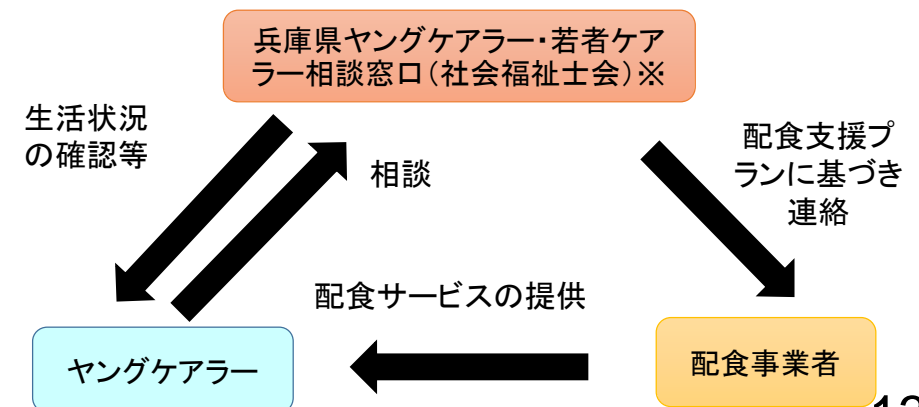 兵庫県ヤングケアラー・若者ケア
ラー相談窓口(社会福祉士会)※
生活状況
の確認等
相談
配食支援プ
ランに基づき
連絡
配食サービスの提供
ヤングケアラー
配食事業者